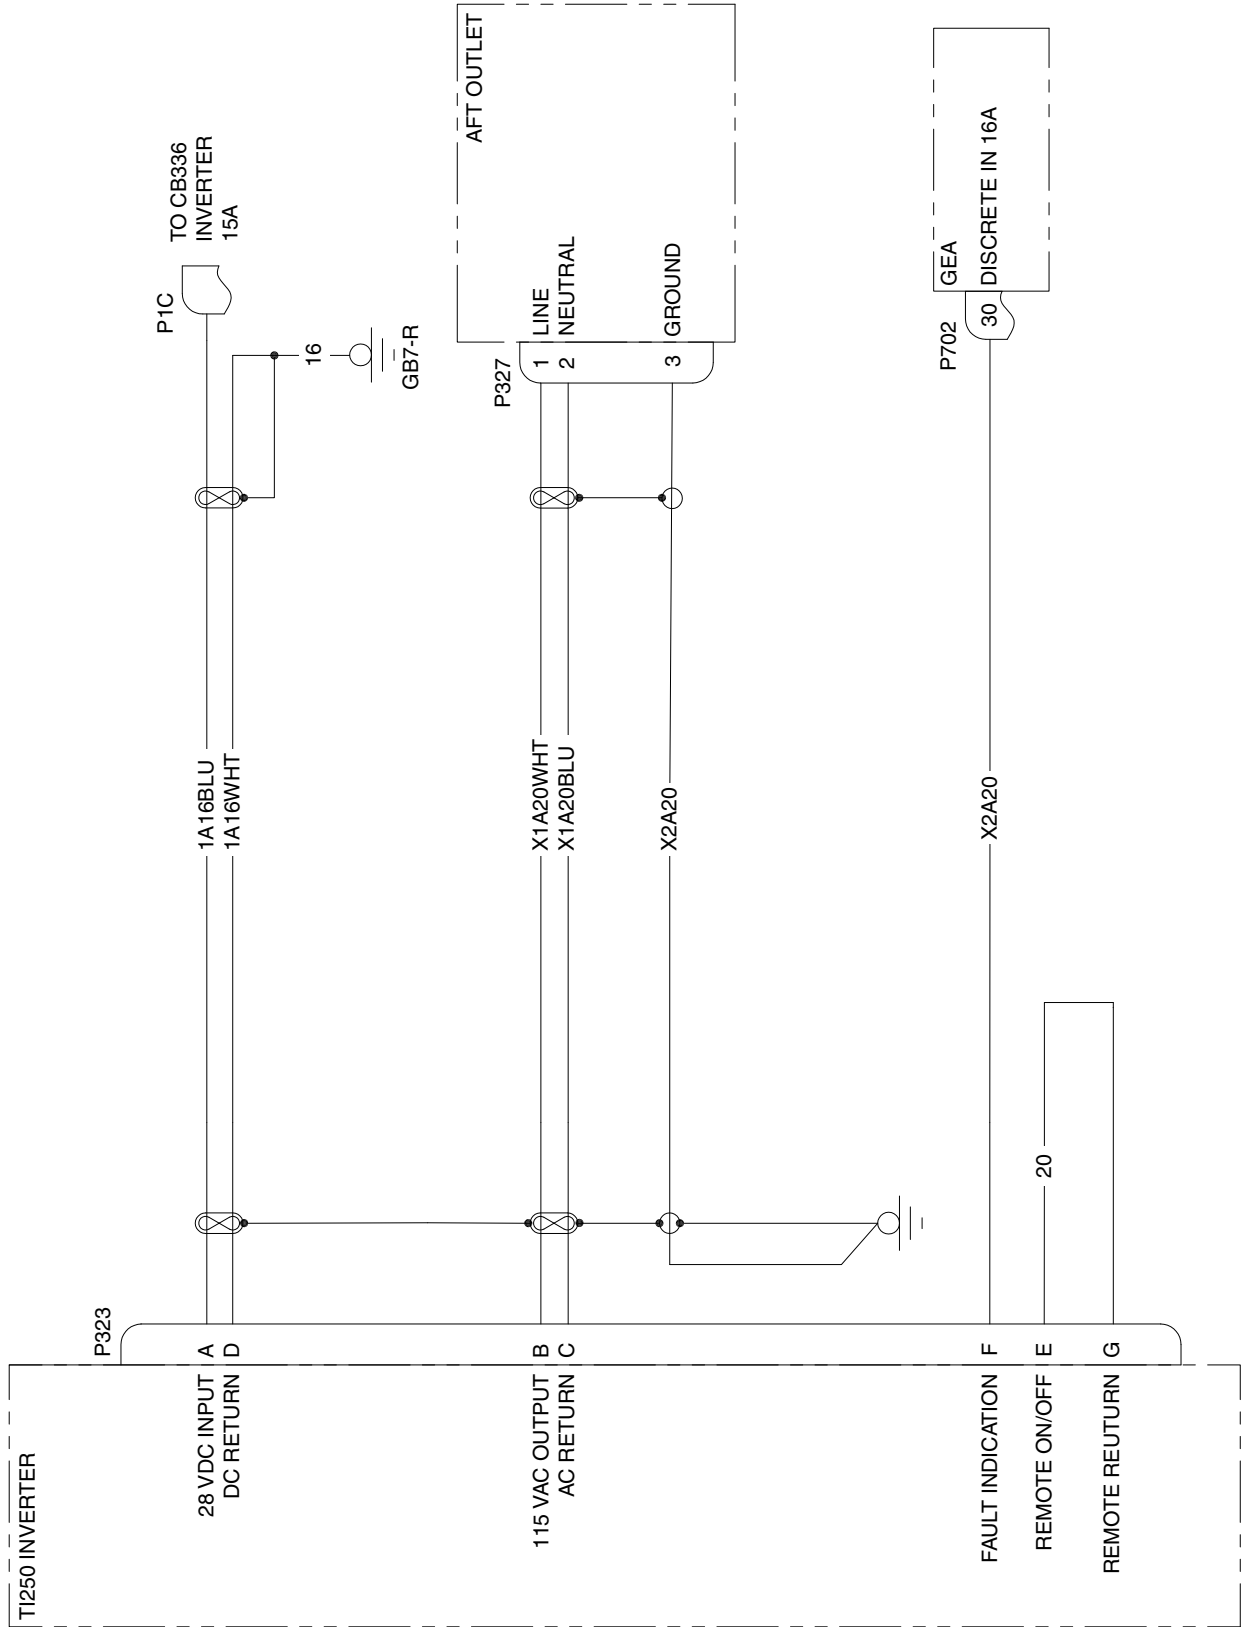 TI250 INVERTER
P323
28 VDC INPUT A
DC RETURN D
115 VAC OUTPUT B
AC RETURN C
FAULT INDICATION F
REMOTE ON/OFF E
REMOTE REUTURN G
1A16BLU
1A16WHT
X1A20WHT
X1A20BLU
X2A20
X2A20
20
P1C
TO CB336
INVERTER
15A
16
GB7-R
P327
AFT OUTLET
1 LINE
2 NEUTRAL
3 GROUND
P702
GEA
30 DISCRETE IN 16A